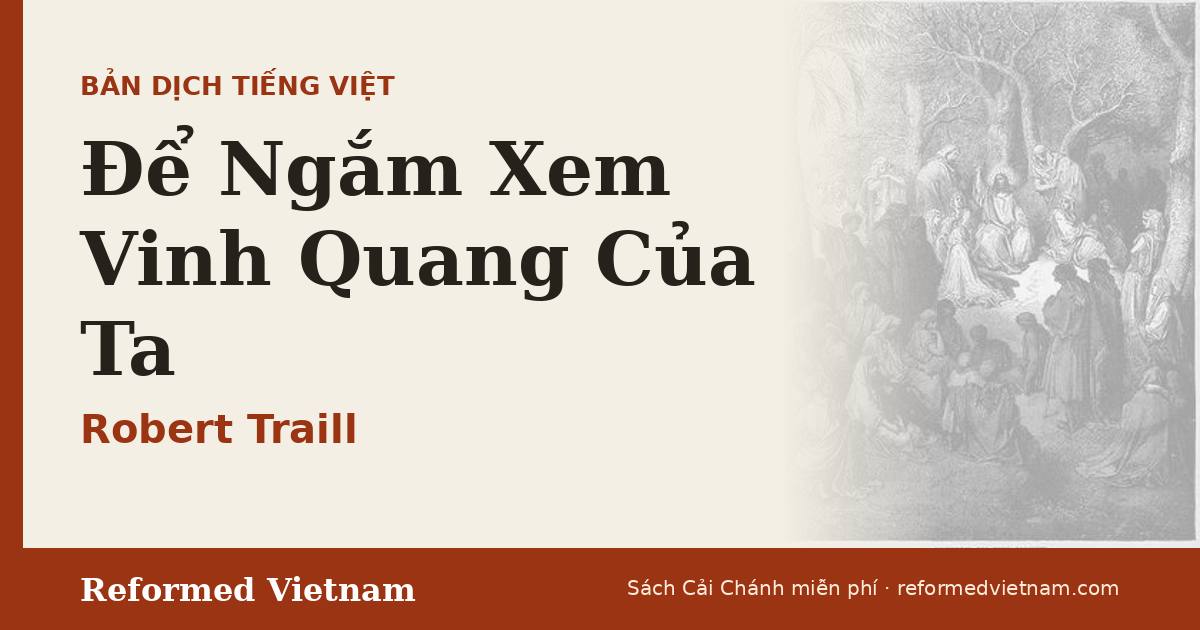 BẢN DỊCH TIẾNG VIỆT
Để Ngắm Xem
Vinh Quang Của
Ta
Robert Traill
Reformed Vietnam
Sách Cải Chánh miễn phí · reformedvietnam.com